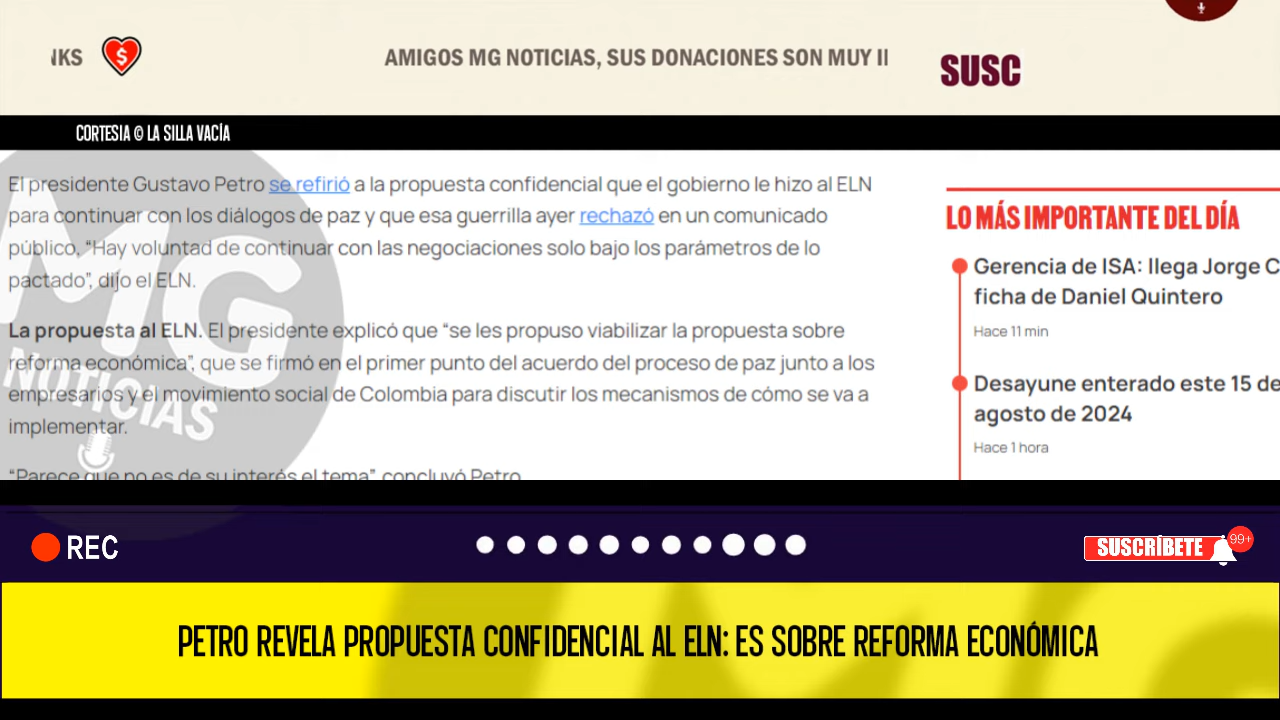 AMIGOS MG NOTICIAS, SUS DONACIONES SON MUY
SUSC
CORTESIA © LA SILLA VACÍA
El presidente Gustavo Petro se refirió a la propuesta confidencial que el gobierno le hizo al ELN
para continuar con los diálogos de paz y que esa guerrilla ayer rechazó en un comunicado
público. “Hay voluntad de continuar con las negociaciones solo bajo los parámetros de lo
pactado”, dijo el ELN.
La propuesta al ELN. El presidente explicó que “se les propuso viabilizar la propuesta sobre
reforma económica”, que se firmó en el primer punto del acuerdo del proceso de paz junto a los
empresarios y el movimiento social de Colombia para discutir los mecanismos de cómo se va a
implementar.
“Parece que no es de su interés el tema”, concluyó Petro.
MG
NOTICIAS
LO MÁS IMPORTANTE DEL DÍA
Gerencia de ISA: llega Jorge C
ficha de Daniel Quintero
Hace 11 min
Desayune enterado este 15 de
agosto de 2024
Hace 1 hora
REC
SUSCRÍBETE
99+
PETRO REVELA PROPUESTA CONFIDENCIAL AL ELN: ES SOBRE REFORMA ECONÓMICA